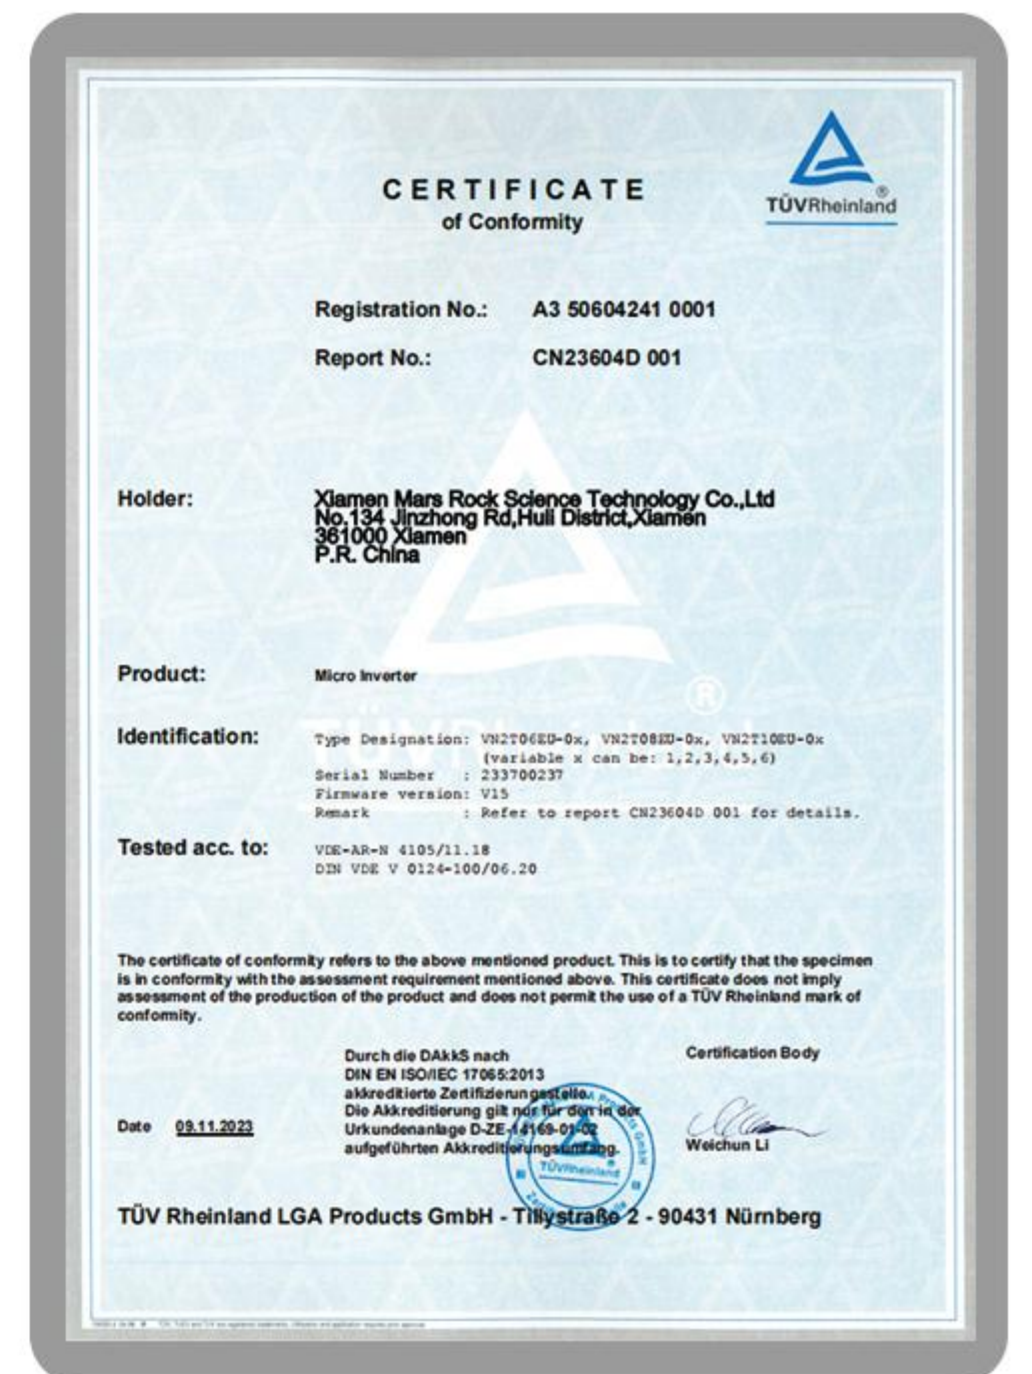 TÜVRheinland®
CERTIFICATE
of Conformity
Registration No.: A3 50604241 0001
Report No.: CN23604D 001
Holder: Xiamen Mars Rock Science Technology Co.,Ltd
No.134 Jinzhong Rd,Huli District,Xiamen
361000 Xiamen
P.R. China
Product: Micro Inverter
Identification: Type Designation: VN2T06EU-0x, VN2T08EU-0x, VN2T10EU-0x
(variable x can be: 1,2,3,4,5,6)
Serial Number : 233700237
Firmware version: V15
Remark : Refer to report CN23604D 001 for details.
Tested acc. to: VDE-AR-N 4105/11.18
DIN VDE V 0124-100/06.20
The certificate of conformity refers to the above mentioned product. This is to certify that the specimen
is in conformity with the assessment requirement mentioned above. This certificate does not imply
assessment of the production of the product and does not permit the use of a TÜV Rheinland mark of
conformity.
Durch die DAkkS nach
DIN EN ISO/IEC 17065:2013
akkreditierte Zertifizierungsstelle.
Die Akkreditierung gilt nur für den in der
Urkundenanlage D-ZE-14169-01-02
aufgeführten Akkreditierungsumfang.
Certification Body
Date 09.11.2023
Weichun Li
TÜVRheinland
TÜV Rheinland LGA Products GmbH - Tillystraße 2 - 90431 Nürnberg